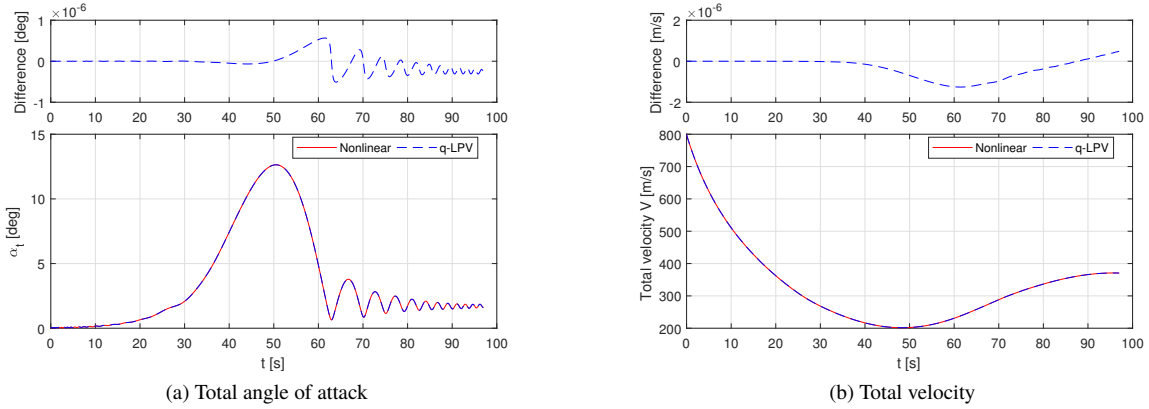 ×10⁻⁶
Difference [deg]
1
0
-1
0 10 20 30 40 50 60 70 80 90 100
15
10
5
0
α_t [deg]
Nonlinear q-LPV
0 10 20 30 40 50 60 70 80 90 100
t [s]
(a) Total angle of attack
×10⁻⁶
Difference [m/s]
2
0
-2
0 10 20 30 40 50 60 70 80 90 100
800
700
600
500
400
300
200
Total velocity V [m/s]
Nonlinear q-LPV
0 10 20 30 40 50 60 70 80 90 100
t [s]
(b) Total velocity